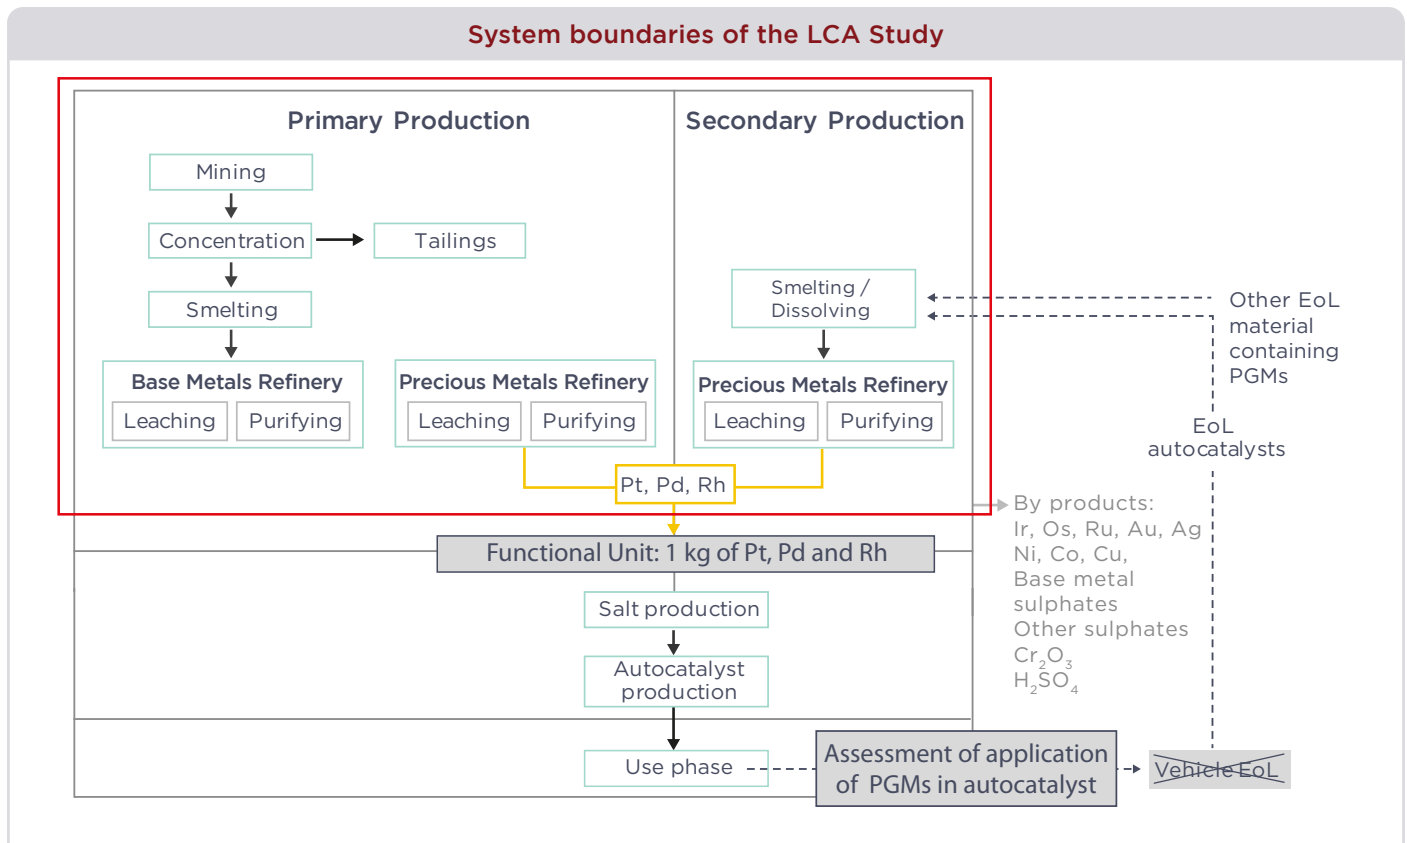 System boundaries of the LCA Study
Primary Production
Mining
Concentration
Tailings
Smelting
Base Metals Refinery
Leaching
Purifying
Precious Metals Refinery
Leaching
Purifying
Secondary Production
Smelting /
Dissolving
Precious Metals Refinery
Leaching
Purifying
Pt, Pd, Rh
Other EoL
material
containing
PGMs
EoL
autocatalysts
By products:
Ir, Os, Ru, Au, Ag
Ni, Co, Cu,
Base metal
sulphates
Other sulphates
Cr₂O₃
H₂SO₄
Functional Unit: 1 kg of Pt, Pd and Rh
Salt production
Autocatalyst
production
Use phase
Assessment of application
of PGMs in autocatalyst
Vehicle EoL